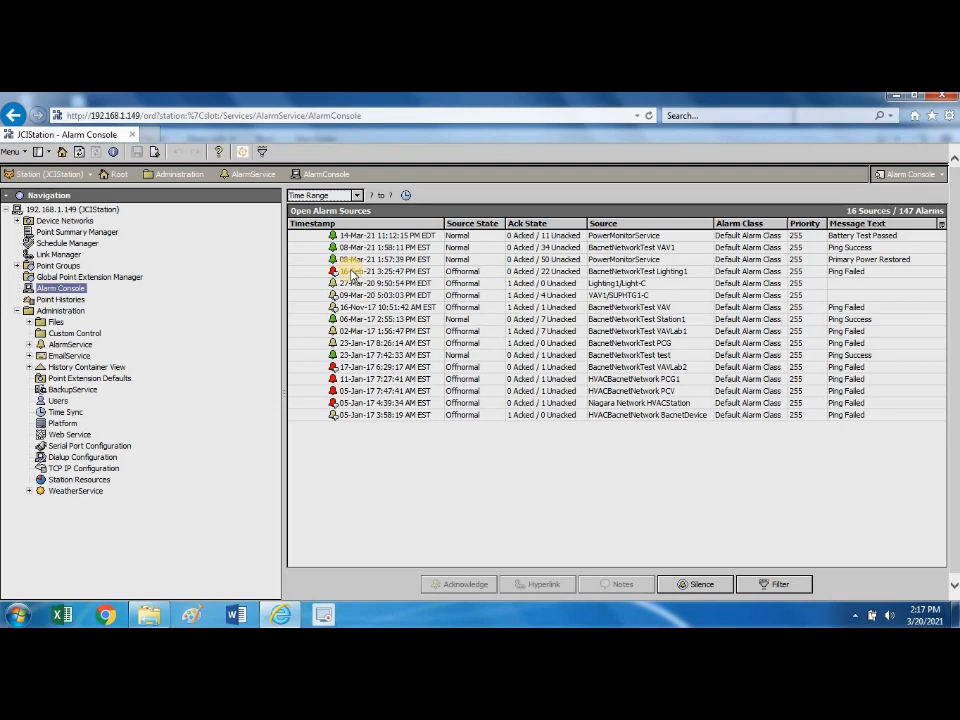 http://192.168.1.149/ord?station:%7Cslot:/Services/AlarmService/AlarmConsole
Search...
JCIStation - Alarm Console
Menu
Station (JCIStation) Root Administration AlarmService AlarmConsole Alarm Console
Navigation
192.168.1.149 (JCIStation)
Device Networks
Point Summary Manager
Schedule Manager
Link Manager
Point Groups
Global Point Extension Manager
Alarm Console
Point Histories
Administration
Files
Custom Control
AlarmService
EmailService
History Container View
Point Extension Defaults
BackupService
Users
Time Sync
Platform
Web Service
Serial Port Configuration
Dialup Configuration
TCP IP Configuration
Station Resources
WeatherService
Time Range ? to ?
Open Alarm Sources 16 Sources / 147 Alarms
Timestamp Source State Ack State Source Alarm Class Priority Message Text
14-Mar-21 11:12:15 PM EDT Normal 0 Acked / 11 Unacked PowerMonitorService Default Alarm Class 255 Battery Test Passed
08-Mar-21 1:58:11 PM EST Normal 0 Acked / 34 Unacked BacnetNetworkTest VAV1 Default Alarm Class 255 Ping Success
08-Mar-21 1:57:39 PM EST Normal 0 Acked / 50 Unacked PowerMonitorService Default Alarm Class 255 Primary Power Restored
16-Feb-21 3:25:47 PM EST Offnormal 0 Acked / 22 Unacked BacnetNetworkTest Lighting1 Default Alarm Class 255 Ping Failed
27-Mar-20 9:50:54 PM EDT Offnormal 1 Acked / 0 Unacked Lighting1/Light-C Default Alarm Class 255
09-Mar-20 5:03:03 PM EDT Offnormal 1 Acked / 4 Unacked VAV1/SUPHTG1-C Default Alarm Class 255
16-Nov-17 10:51:42 AM EST Offnormal 1 Acked / 0 Unacked BacnetNetworkTest VAV Default Alarm Class 255 Ping Failed
06-Mar-17 2:55:13 PM EST Normal 0 Acked / 7 Unacked BacnetNetworkTest Station1 Default Alarm Class 255 Ping Success
02-Mar-17 1:56:47 PM EST Offnormal 1 Acked / 7 Unacked BacnetNetworkTest VAVLab1 Default Alarm Class 255 Ping Failed
23-Jan-17 8:26:14 AM EST Offnormal 1 Acked / 0 Unacked BacnetNetworkTest PCG Default Alarm Class 255 Ping Failed
23-Jan-17 7:42:33 AM EST Normal 0 Acked / 1 Unacked BacnetNetworkTest test Default Alarm Class 255 Ping Success
17-Jan-17 6:29:17 AM EST Offnormal 0 Acked / 1 Unacked BacnetNetworkTest VAVLab2 Default Alarm Class 255 Ping Failed
11-Jan-17 7:27:41 AM EST Offnormal 0 Acked / 1 Unacked HVACBacnetNetwork PCG1 Default Alarm Class 255 Ping Failed
05-Jan-17 7:47:41 AM EST Offnormal 0 Acked / 1 Unacked HVACBacnetNetwork PCV Default Alarm Class 255 Ping Failed
05-Jan-17 4:39:34 AM EST Offnormal 0 Acked / 1 Unacked Niagara Network HVACStation Default Alarm Class 255 Ping Failed
05-Jan-17 3:58:19 AM EST Offnormal 1 Acked / 0 Unacked HVACBacnetNetwork BacnetDevice Default Alarm Class 255 Ping Failed
Acknowledge Hyperlink Notes Silence Filter
2:17 PM
3/20/2021